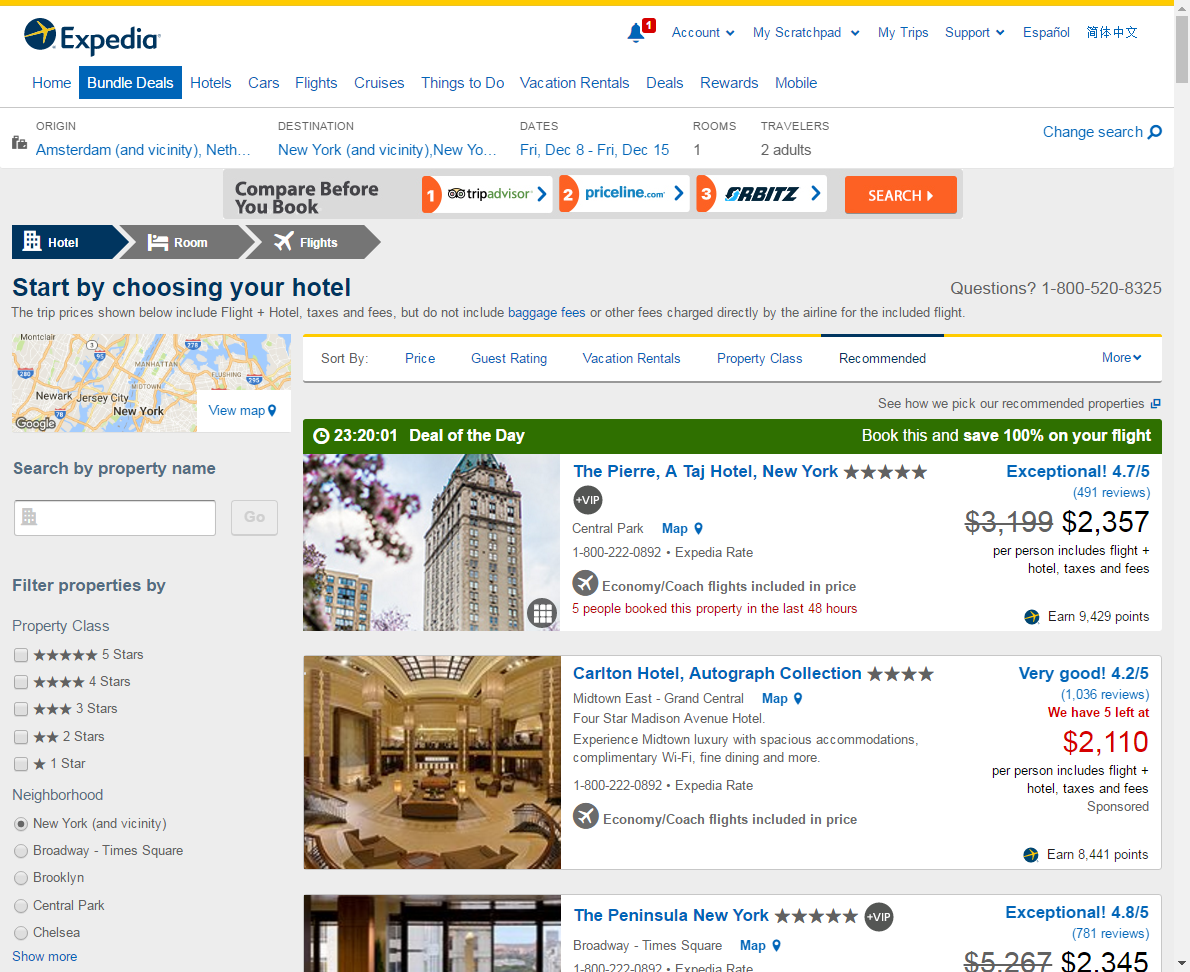 Expedia
1
Account
My Scratchpad
My Trips
Support
Español
简体中文
Home
Bundle Deals
Hotels
Cars
Flights
Cruises
Things to Do
Vacation Rentals
Deals
Rewards
Mobile
ORIGIN
Amsterdam (and vicinity), Neth...
DESTINATION
New York (and vicinity),New Yo...
DATES
Fri, Dec 8 - Fri, Dec 15
ROOMS
1
TRAVELERS
2 adults
Change search
Compare Before
You Book
1 tripadvisor
2 priceline.com
3 ORBITZ
SEARCH
Hotel
Room
Flights
Start by choosing your hotel
Questions? 1-800-520-8325
The trip prices shown below include Flight + Hotel, taxes and fees, but do not include baggage fees or other fees charged directly by the airline for the included flight.
Montclair
3
95
278
MANHATTAN
FLUSHING
280
MIDTOWN
295
Newark
Jersey City
New York
78
Google
View map
Sort By:
Price
Guest Rating
Vacation Rentals
Property Class
Recommended
More
See how we pick our recommended properties
Search by property name
Go
Filter properties by
Property Class
5 Stars
4 Stars
3 Stars
2 Stars
1 Star
Neighborhood
New York (and vicinity)
Broadway - Times Square
Brooklyn
Central Park
Chelsea
Show more
23:20:01 Deal of the Day
Book this and save 100% on your flight
The Pierre, A Taj Hotel, New York
+VIP
Central Park
Map
1-800-222-0892 • Expedia Rate
Economy/Coach flights included in price
5 people booked this property in the last 48 hours
Exceptional! 4.7/5
(491 reviews)
$3,199 $2,357
per person includes flight +
hotel, taxes and fees
Earn 9,429 points
Carlton Hotel, Autograph Collection
Midtown East - Grand Central
Map
Four Star Madison Avenue Hotel.
Experience Midtown luxury with spacious accommodations,
complimentary Wi-Fi, fine dining and more.
1-800-222-0892 • Expedia Rate
Economy/Coach flights included in price
Very good! 4.2/5
(1,036 reviews)
We have 5 left at
$2,110
per person includes flight +
hotel, taxes and fees
Sponsored
Earn 8,441 points
The Peninsula New York
+VIP
Broadway - Times Square
Map
1-800-222-0892 • Expedia Rate
Exceptional! 4.8/5
(781 reviews)
$5,267 $2,345